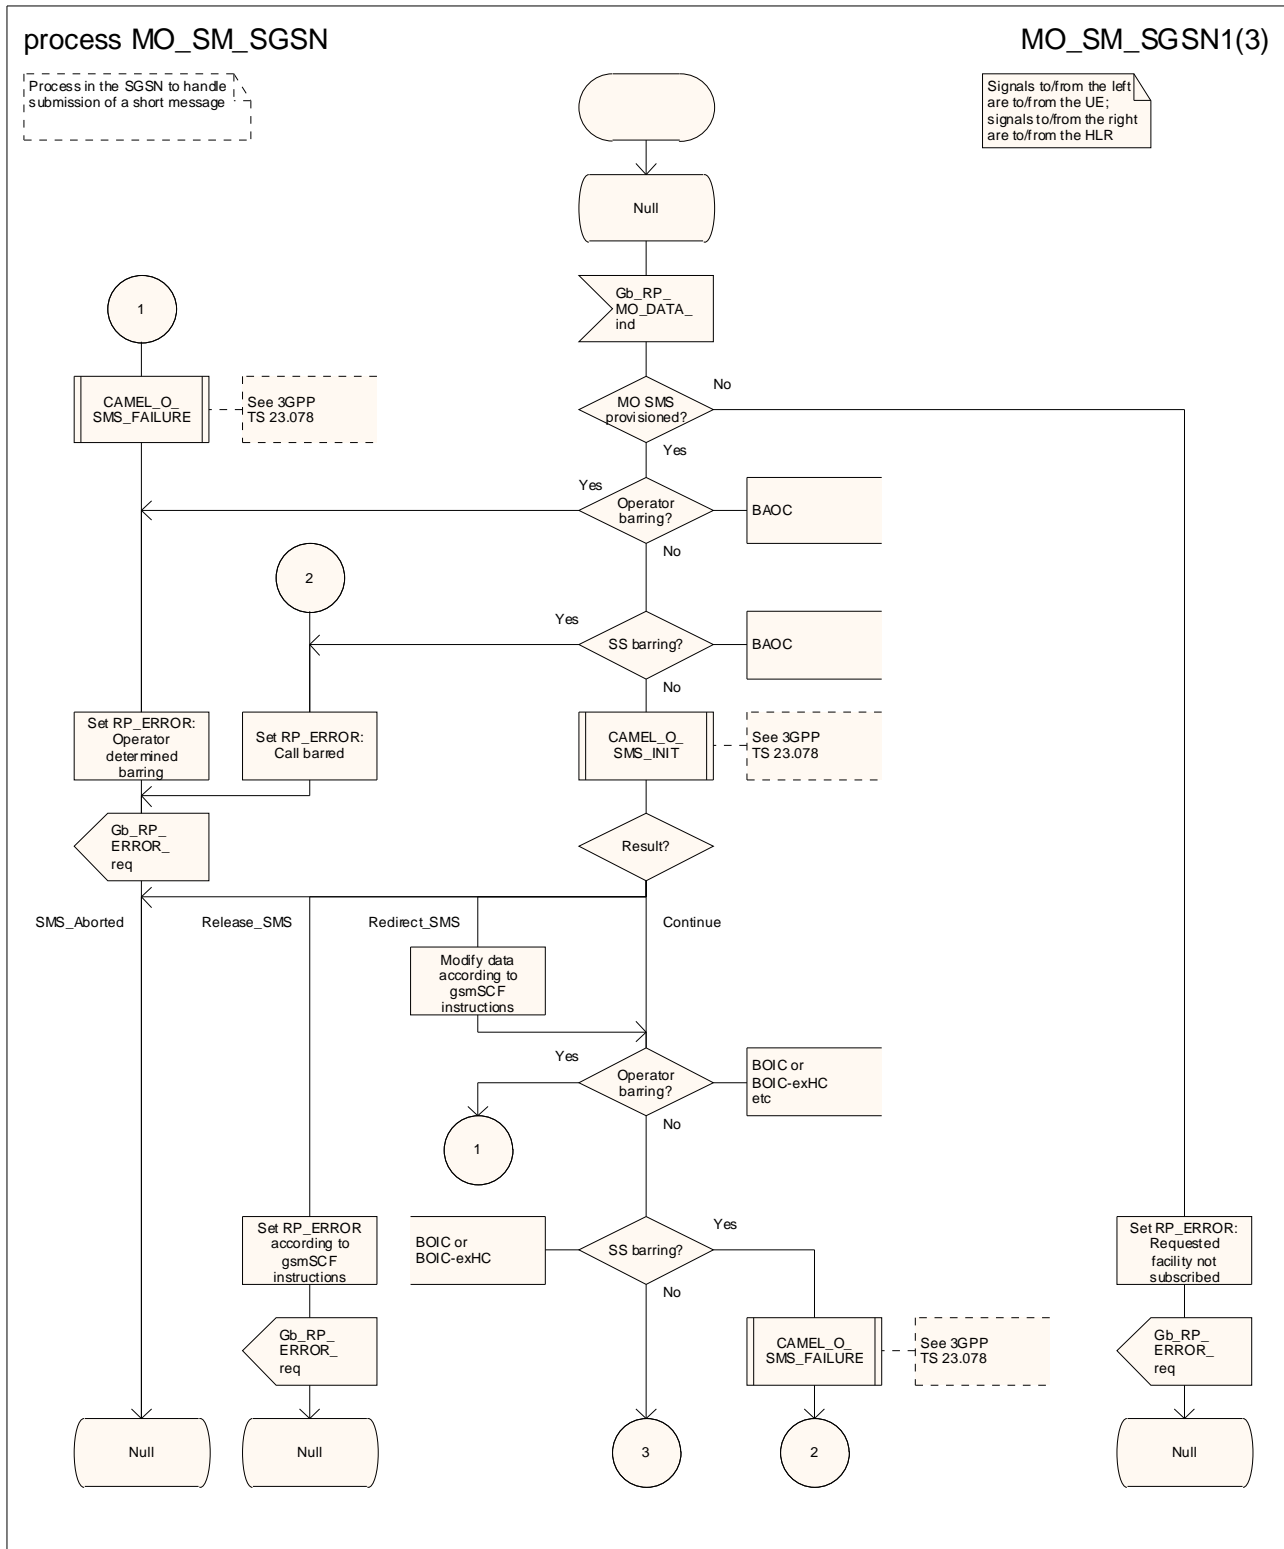 process MO_SM_SGSN
MO_SM_SGSN1(3)
Process in the SGSN to handle
submission of a short message
Signals to/from the left
are to/from the UE;
signals to/from the right
are to/from the HLR
Null
Gb_RP_
MO_DATA_
ind
1
CAMEL_O_
SMS_FAILURE
See 3GPP
TS 23.078
MO SMS
provisioned?
No
Yes
Yes
Operator
barring?
BAOC
No
2
Yes
SS barring?
BAOC
No
Set RP_ERROR:
Operator
determined
barring
Set RP_ERROR:
Call barred
CAMEL_O_
SMS_INIT
See 3GPP
TS 23.078
Gb_RP_
ERROR_
req
Result?
SMS_Aborted
Release_SMS
Redirect_SMS
Continue
Modify data
according to
gsmSCF
instructions
Yes
Operator
barring?
BOIC or
BOIC-exHC
etc
No
1
Set RP_ERROR
according to
gsmSCF
instructions
BOIC or
BOIC-exHC
SS barring?
Yes
No
Set RP_ERROR:
Requested
facility not
subscribed
Gb_RP_
ERROR_
req
CAMEL_O_
SMS_FAILURE
See 3GPP
TS 23.078
Gb_RP_
ERROR_
req
Null
Null
3
2
Null